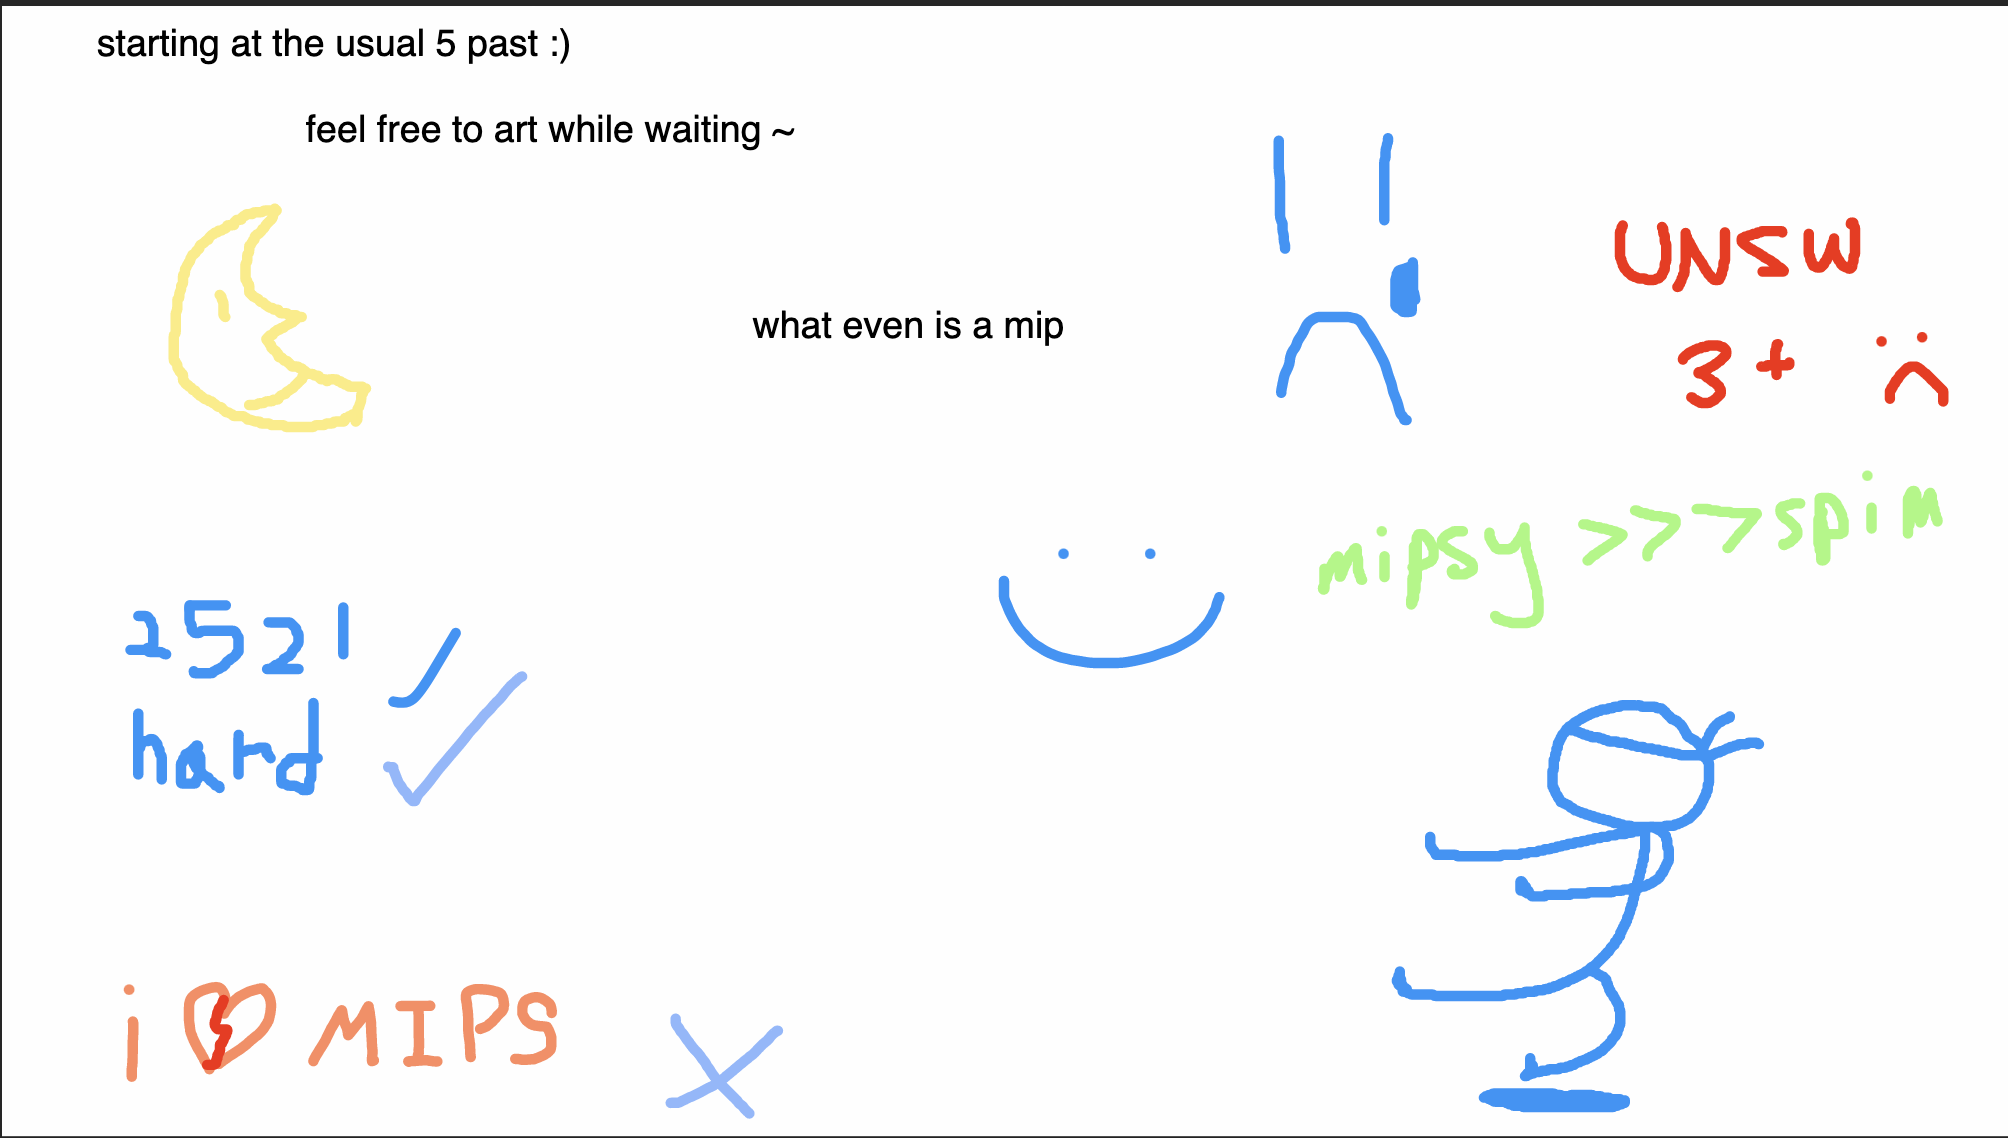 starting at the usual 5 past :)
feel free to art while waiting ~
UNSW
3+ :(
what even is a mip
mipsy >>> spim
1521
hard
i MIPS